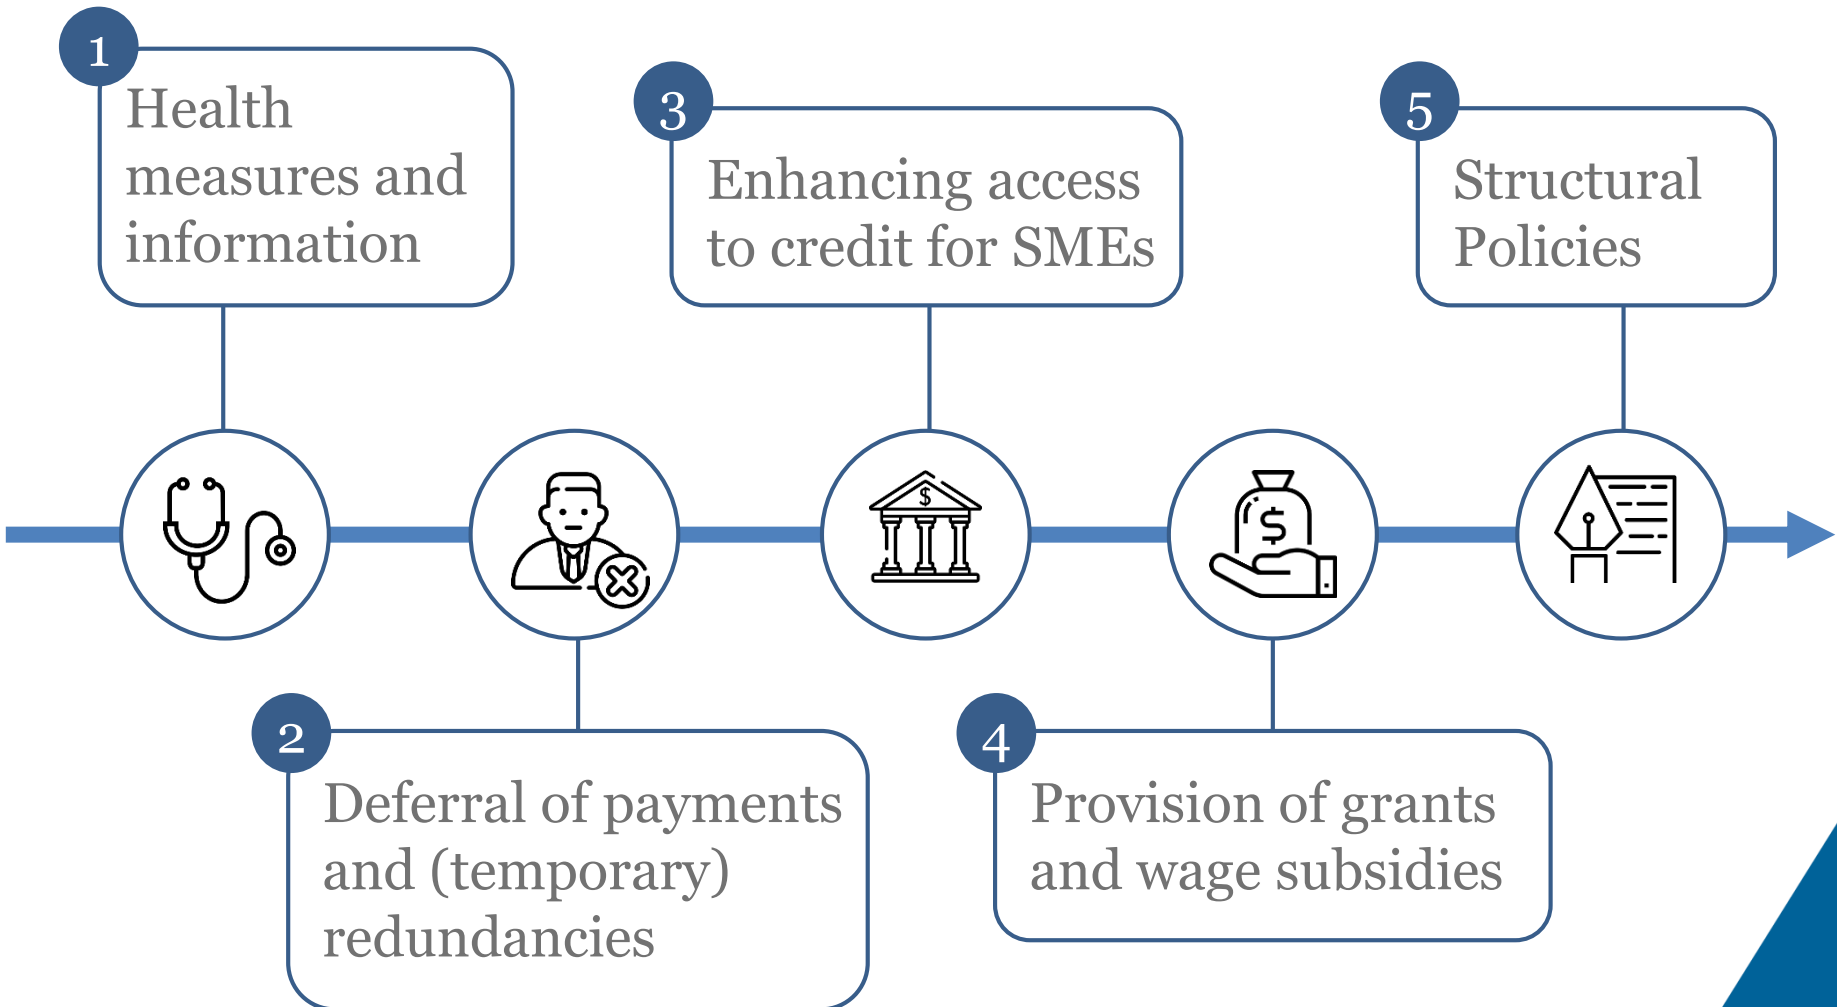 1
Health
measures and
information
2
Deferral of payments
and (temporary)
redundancies
3
Enhancing access
to credit for SMEs
$
4
Provision of grants
and wage subsidies
$
5
Structural
Policies